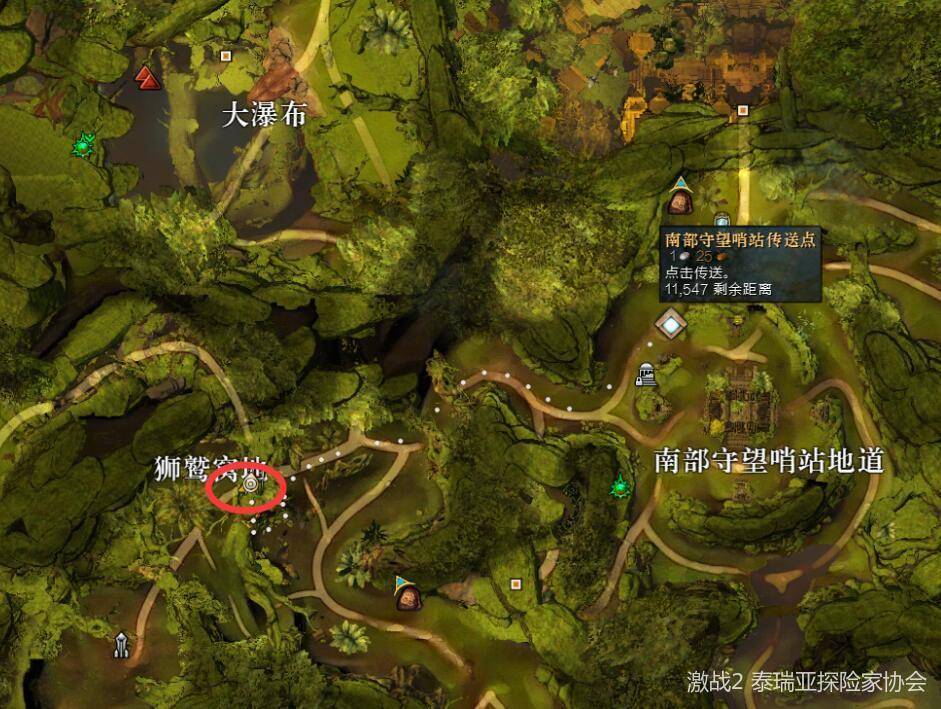 大瀑布
南部守望哨站传送点
1 25
点击传送。
11,547 剩余距离
狮鹫窝地
南部守望哨站地道
激战2 泰瑞亚探险家协会